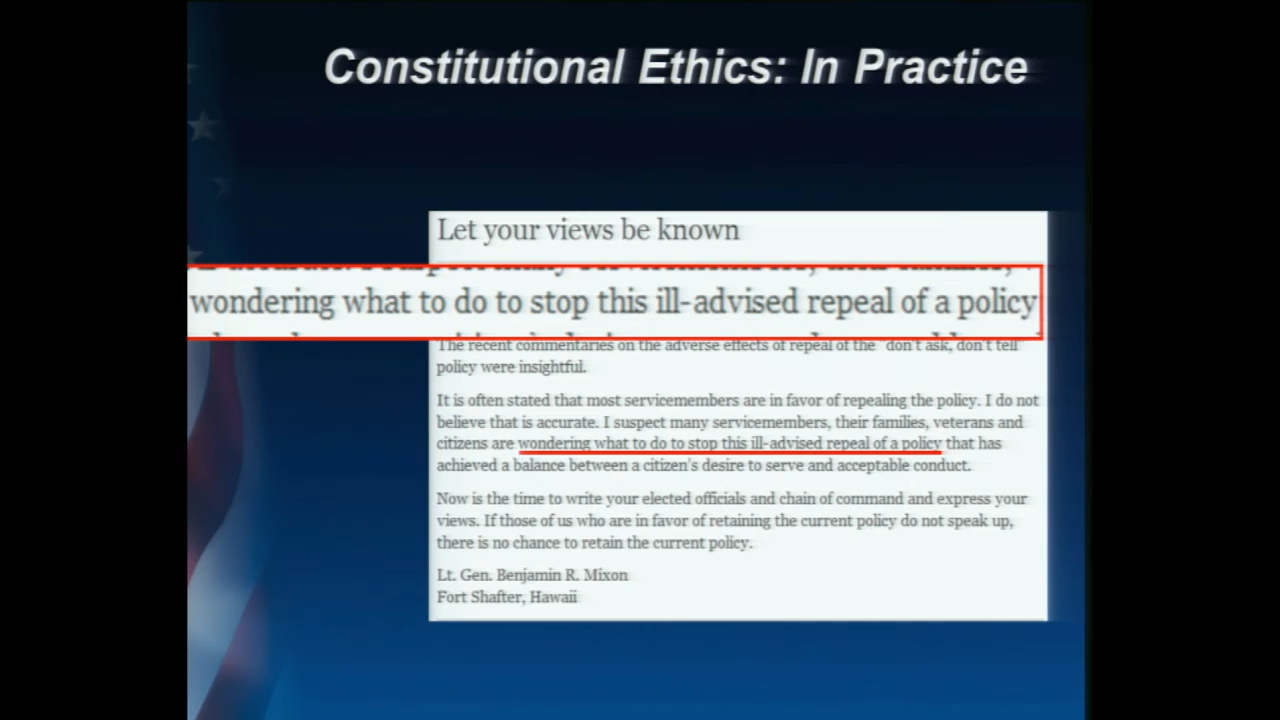 Constitutional Ethics: In Practice
Let your views be known
wondering what to do to stop this ill-advised repeal of a policy
The recent commentaries on the adverse effects of repeal of the "don't ask, don't tell"
policy were insightful.
It is often stated that most servicemembers are in favor of repealing the policy. I do not
believe that is accurate. I suspect many servicemembers, their families, veterans and
citizens are wondering what to do to stop this ill-advised repeal of a policy that has
achieved a balance between a citizen's desire to serve and acceptable conduct.
Now is the time to write your elected officials and chain of command and express your
views. If those of us who are in favor of retaining the current policy do not speak up,
there is no chance to retain the current policy.
Lt. Gen. Benjamin R. Mixon
Fort Shafter, Hawaii